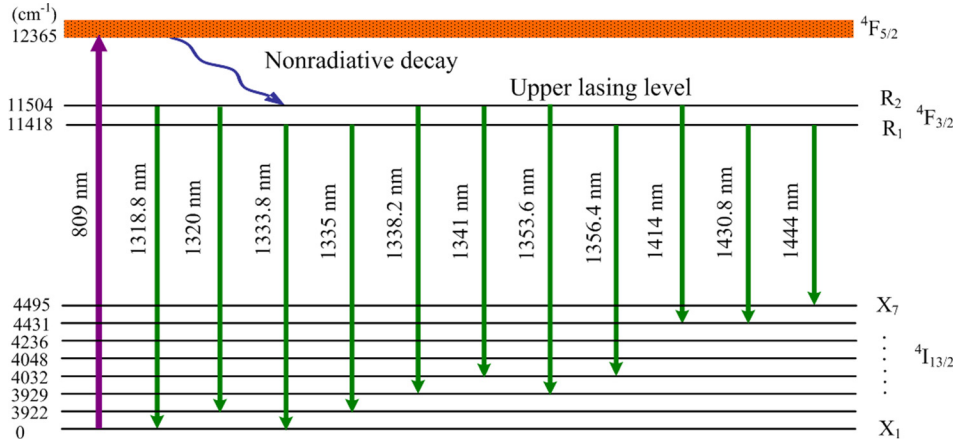 (cm⁻¹)
12365
⁴F₅/₂
Nonradiative decay
Upper lasing level
11504
R₂
11418
R₁
⁴F₃/₂
809 nm
1318.8 nm
1320 nm
1333.8 nm
1335 nm
1338.2 nm
1341 nm
1353.6 nm
1356.4 nm
1414 nm
1430.8 nm
1444 nm
4495
X₇
4431
4236
4048
⁴I₁₃/₂
4032
3929
3922
0
X₁